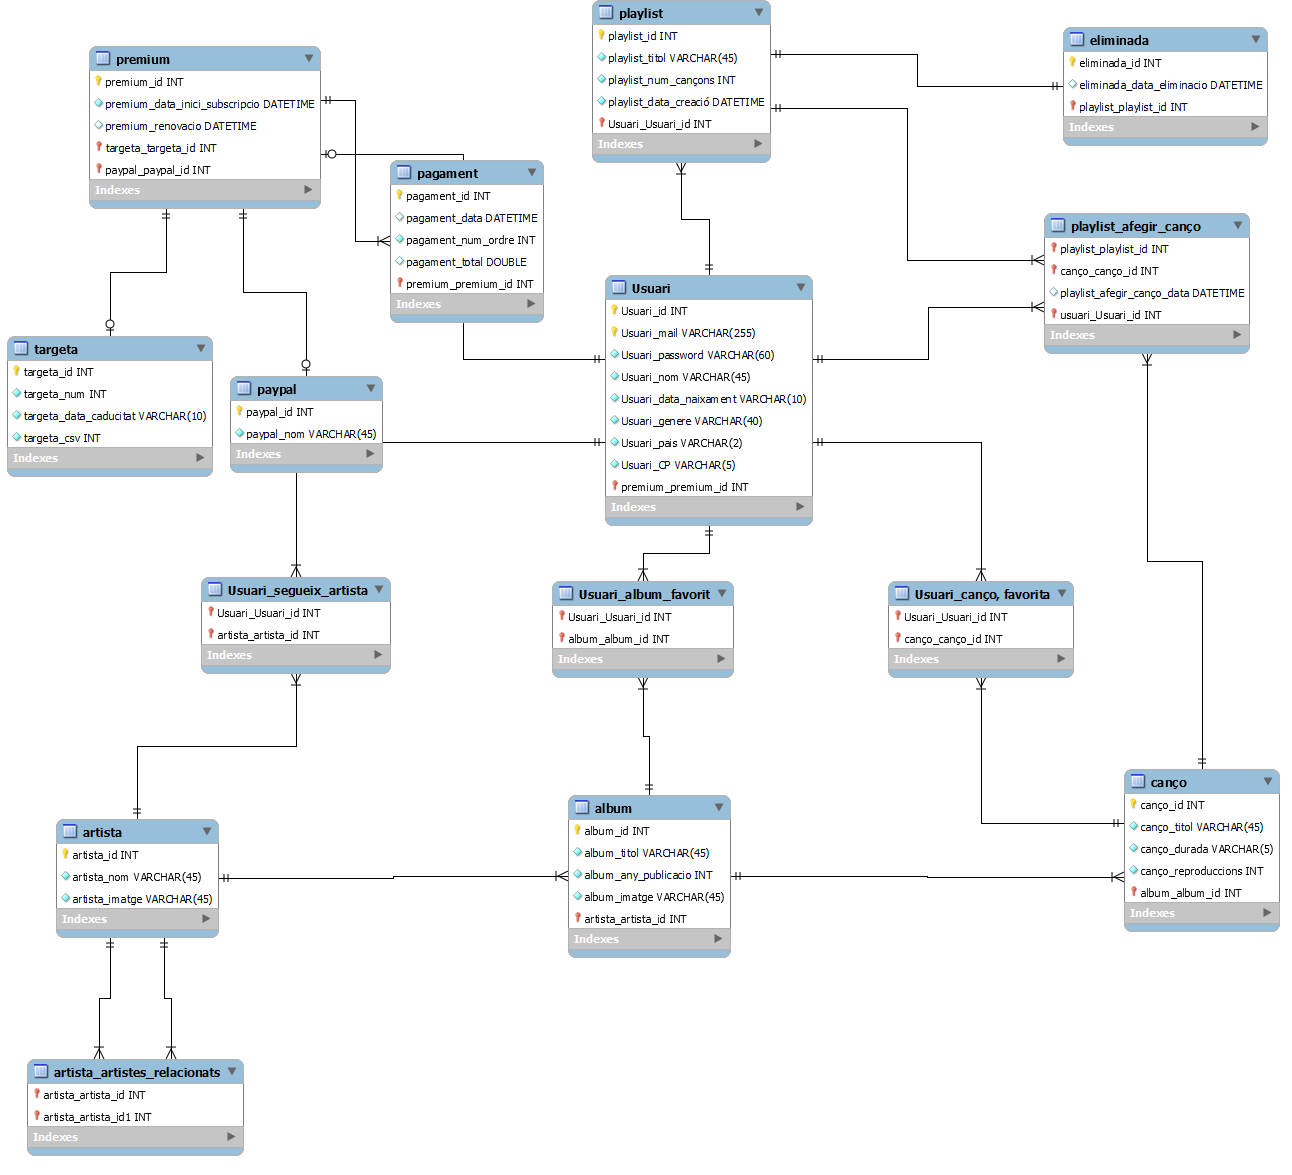 playlist
playlist_id INT
playlist_titol VARCHAR(45)
playlist_num_cançons INT
playlist_data_creació DATETIME
Usuari_Usuari_id INT
Indexes
eliminada
eliminada_id INT
eliminada_data_eliminacio DATETIME
playlist_playlist_id INT
Indexes
premium
premium_id INT
premium_data_inici_subscripcio DATETIME
premium_renovacio DATETIME
targeta_targeta_id INT
paypal_paypal_id INT
Indexes
pagament
pagament_id INT
pagament_data DATETIME
pagament_num_ordre INT
pagament_total DOUBLE
premium_premium_id INT
Indexes
playlist_afegir_canço
playlist_playlist_id INT
canço_canço_id INT
playlist_afegir_canço_data DATETIME
usuari_Usuari_id INT
Indexes
Usuari
Usuari_id INT
Usuari_mail VARCHAR(255)
Usuari_password VARCHAR(60)
Usuari_nom VARCHAR(45)
Usuari_data_naixament VARCHAR(10)
Usuari_genere VARCHAR(40)
Usuari_pais VARCHAR(2)
Usuari_CP VARCHAR(5)
premium_premium_id INT
Indexes
targeta
targeta_id INT
targeta_num INT
targeta_data_caducitat VARCHAR(10)
targeta_csv INT
Indexes
paypal
paypal_id INT
paypal_nom VARCHAR(45)
Indexes
Usuari_segueix_artista
Usuari_Usuari_id INT
artista_artista_id INT
Indexes
Usuari_album_favorit
Usuari_Usuari_id INT
album_album_id INT
Indexes
Usuari_canço, favorita
Usuari_Usuari_id INT
canço_canço_id INT
Indexes
artista
artista_id INT
artista_nom VARCHAR(45)
artista_imatge VARCHAR(45)
Indexes
album
album_id INT
album_titol VARCHAR(45)
album_any_publicacio INT
album_imatge VARCHAR(45)
artista_artista_id INT
Indexes
canço
canço_id INT
canço_titol VARCHAR(45)
canço_durada VARCHAR(5)
canço_reproduccions INT
album_album_id INT
Indexes
artista_artistes_relacionats
artista_artista_id INT
artista_artista_id1 INT
Indexes